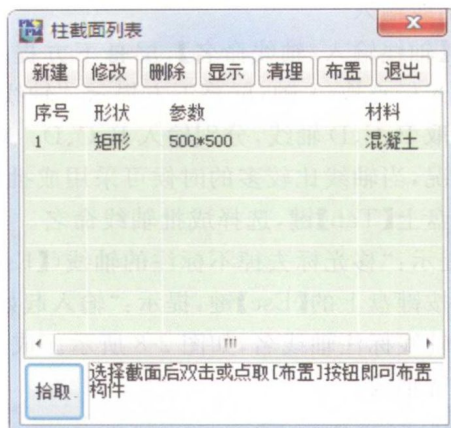 柱截面列表
新建 修改 删除 显示 清理 布置 退出
序号 形状 参数 材料
1 矩形 500*500 混凝土
拾取
选择截面后双击或点取[布置]按钮即可布置
构件